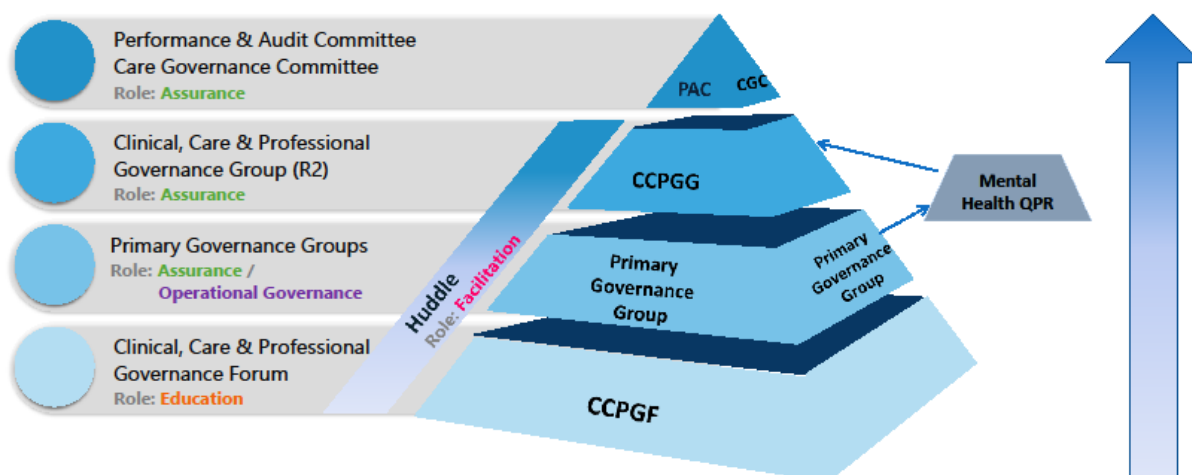 Performance & Audit Committee
Care Governance Committee
Role: Assurance
Clinical, Care & Professional
Governance Group (R2)
Role: Assurance
Primary Governance Groups
Role: Assurance /
Operational Governance
Clinical, Care & Professional
Governance Forum
Role: Education
Huddle
Role: Facilitation
PAC
CGC
CCPGG
Primary
Governance
Group
Primary
Governance
Group
CCPGF
Mental
Health QPR